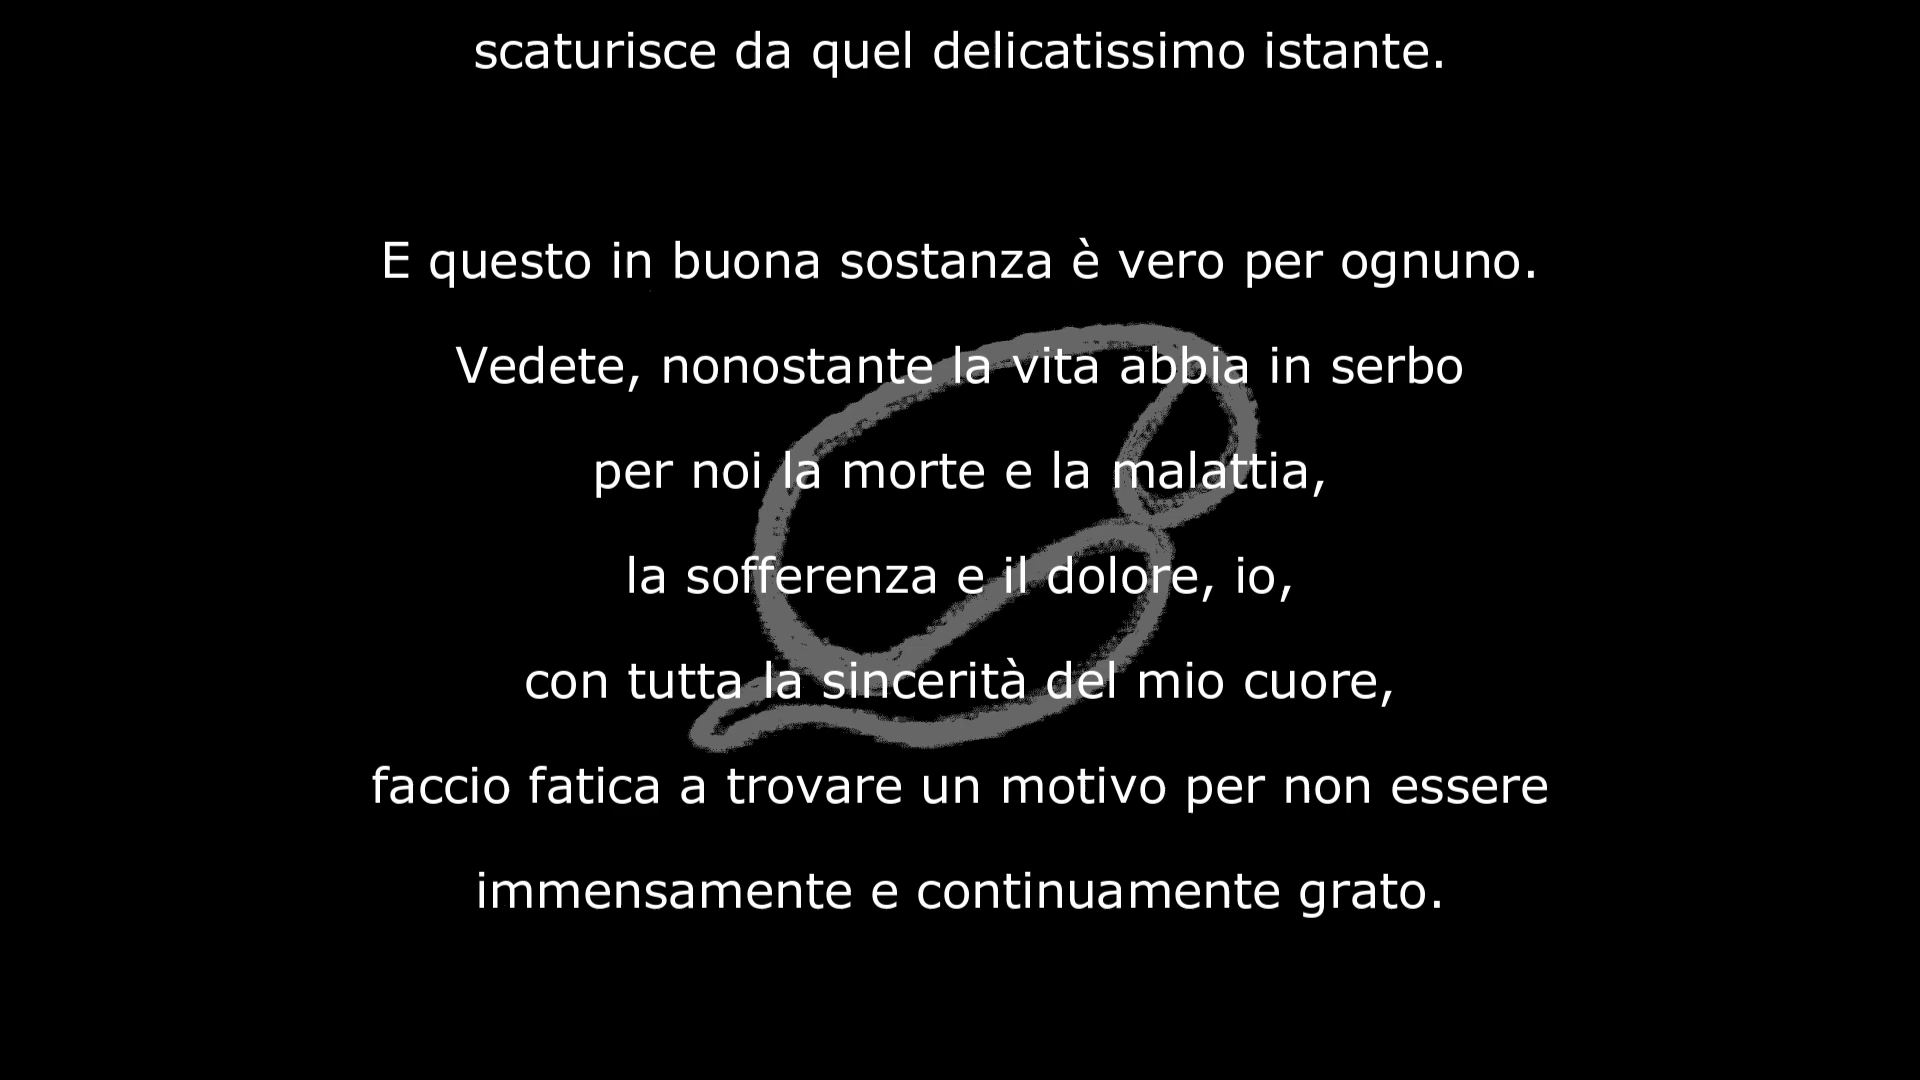 scaturisce da quel delicatissimo istante.
E questo in buona sostanza è vero per ognuno.
Vedete, nonostante la vita abbia in serbo
per noi la morte e la malattia,
la sofferenza e il dolore, io,
con tutta la sincerità del mio cuore,
faccio fatica a trovare un motivo per non essere
immensamente e continuamente grato.